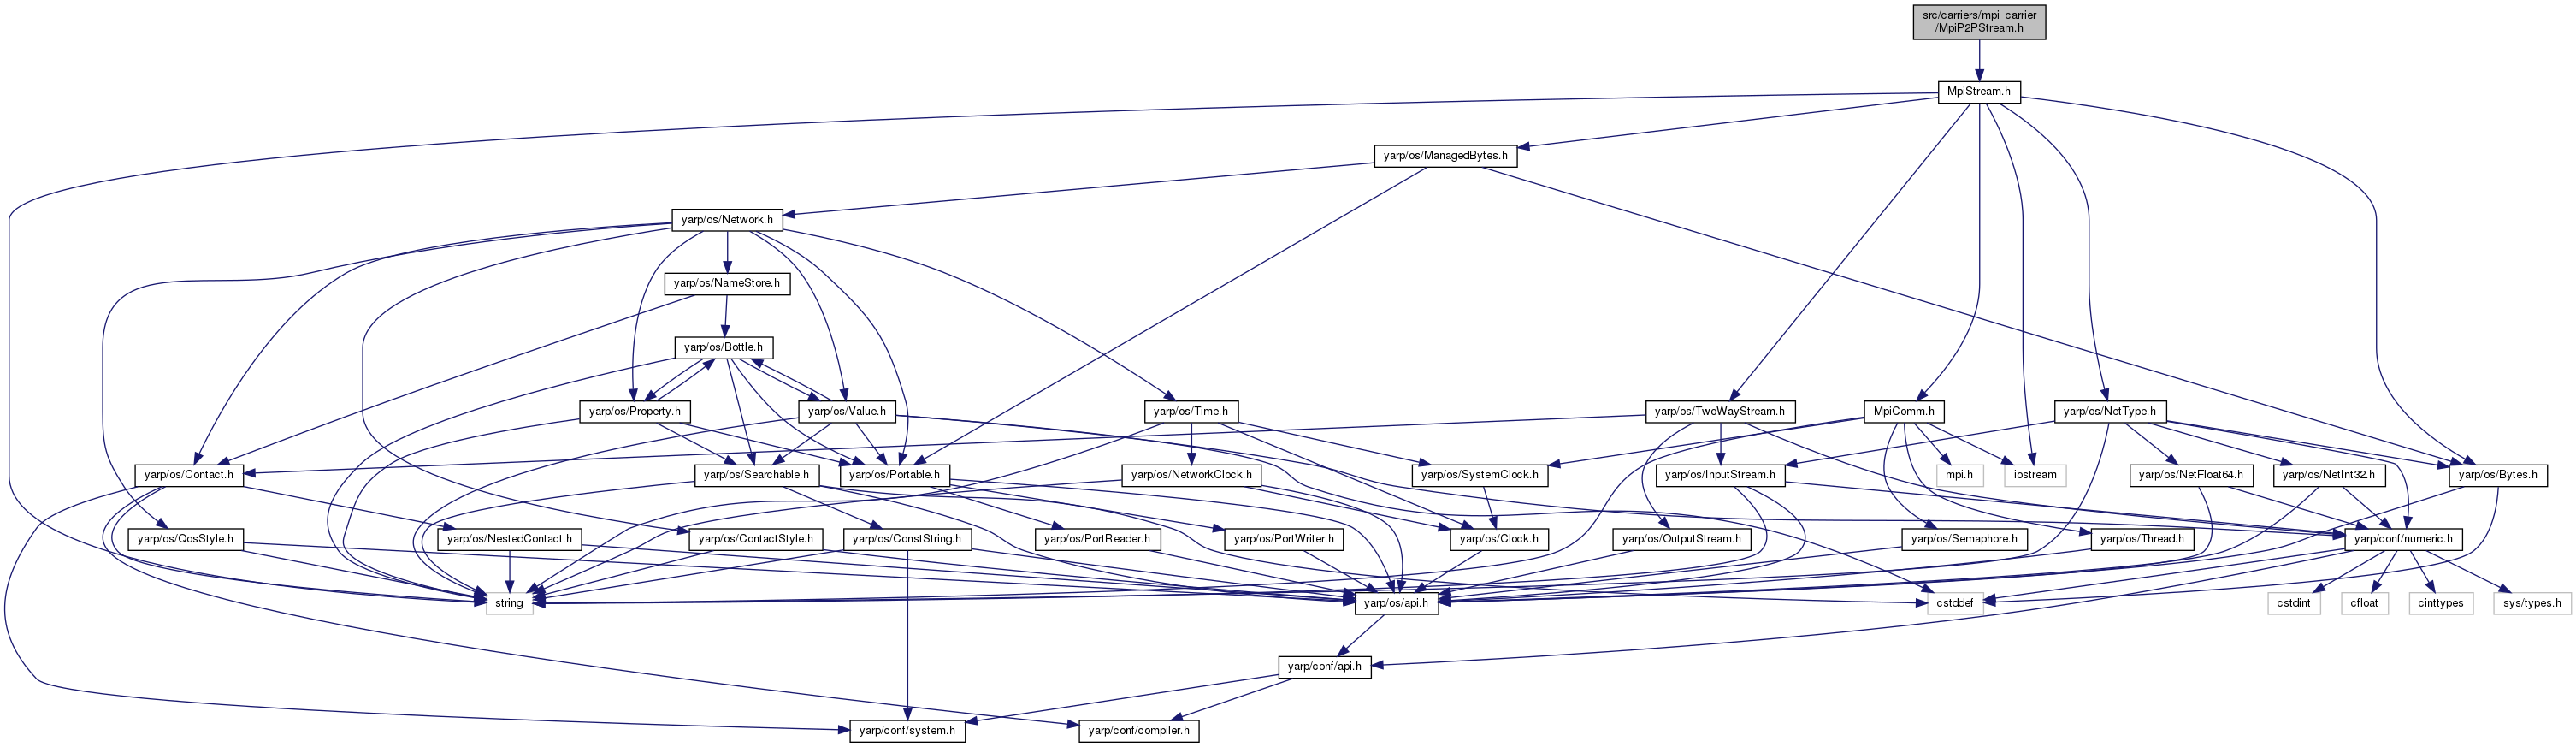 src/carriers/mpi_carrier
/MpiP2PStream.h
MpiStream.h
yarp/os/ManagedBytes.h
yarp/os/Network.h
yarp/os/NameStore.h
yarp/os/Bottle.h
yarp/os/Property.h
yarp/os/Value.h
yarp/os/Time.h
yarp/os/TwoWayStream.h
MpiComm.h
yarp/os/NetType.h
yarp/os/Contact.h
yarp/os/Searchable.h
yarp/os/Portable.h
yarp/os/NetworkClock.h
yarp/os/SystemClock.h
yarp/os/InputStream.h
mpi.h
iostream
yarp/os/NetFloat64.h
yarp/os/NetInt32.h
yarp/os/Bytes.h
yarp/os/QosStyle.h
yarp/os/NestedContact.h
yarp/os/ContactStyle.h
yarp/os/ConstString.h
yarp/os/PortReader.h
yarp/os/PortWriter.h
yarp/os/Clock.h
yarp/os/OutputStream.h
yarp/os/Semaphore.h
yarp/os/Thread.h
yarp/conf/numeric.h
string
yarp/os/api.h
cstddef
cstdint
cfloat
cinttypes
sys/types.h
yarp/conf/api.h
yarp/conf/system.h
yarp/conf/compiler.h